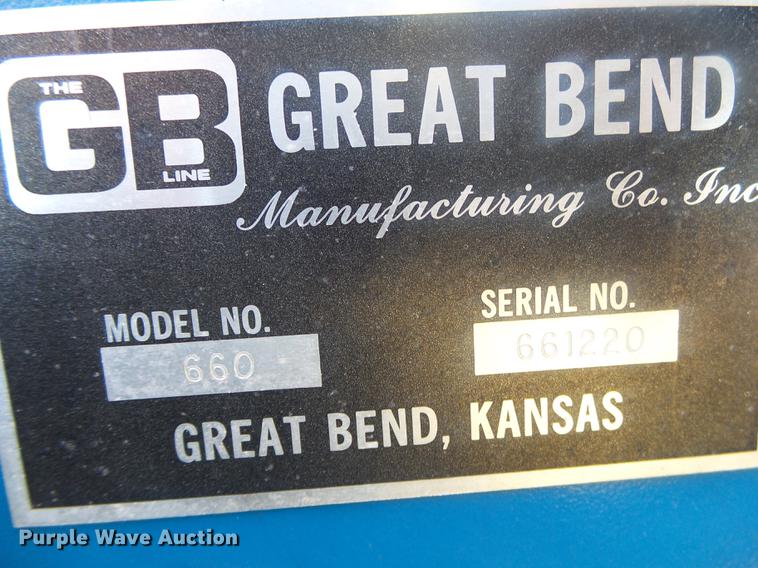 THE
GB
LINE
GREAT BEND
Manufacturing Co. Inc
MODEL NO.
660
SERIAL NO.
661220
GREAT BEND, KANSAS
Purple Wave Auction